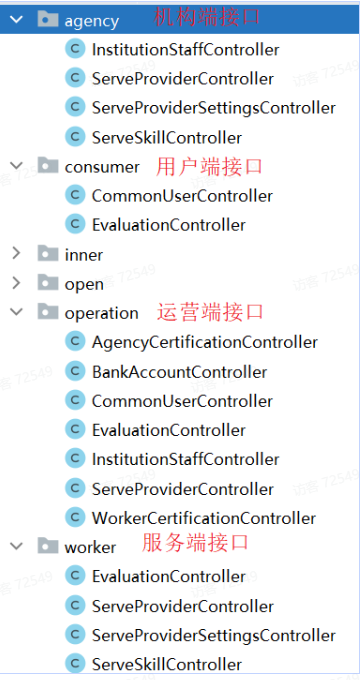 agency 机构端接口
InstitutionStaffController
ServeProviderController
ServeProviderSettingsController
ServeSkillController
consumer 用户端接口
CommonUserController
EvaluationController
inner
open
operation 运营端接口
AgencyCertificationController
BankAccountController
CommonUserController
EvaluationController
InstitutionStaffController
ServeProviderController
WorkerCertificationController
worker 服务端接口
EvaluationController
ServeProviderController
ServeProviderSettingsController
ServeSkillController